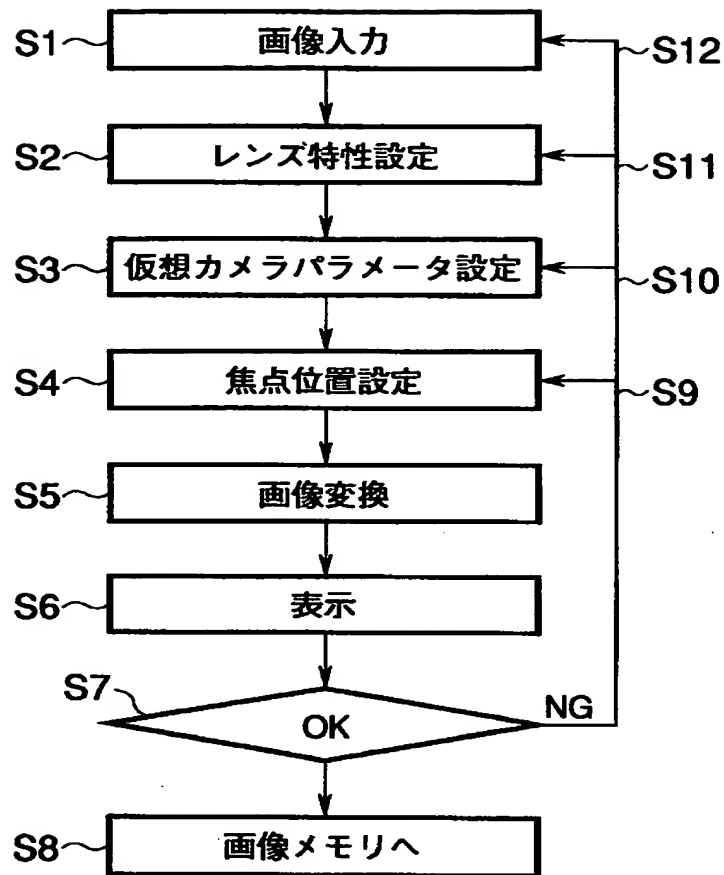 S1 画像入力 S12
S2 レンズ特性設定 S11
S3 仮想カメラパラメータ設定 S10
S4 焦点位置設定 S9
S5 画像変換
S6 表示
S7 OK NG
S8 画像メモリへ